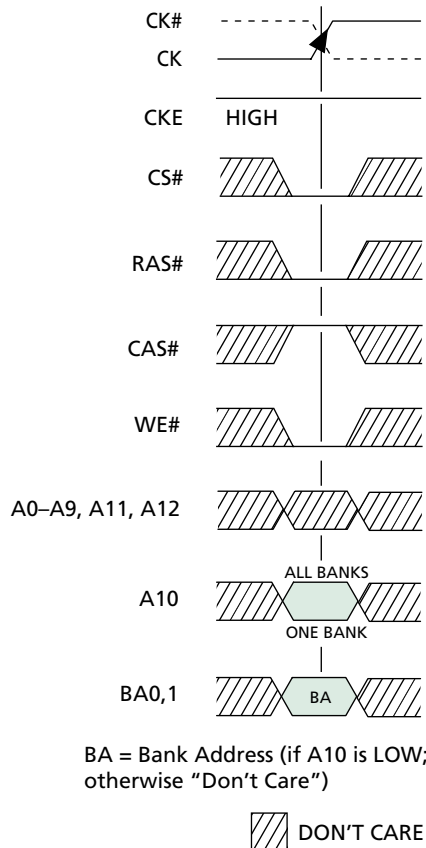 CK#
CK
CKE HIGH
CS#
RAS#
CAS#
WE#
A0–A9, A11, A12
ALL BANKS
A10
ONE BANK
BA0,1 BA
BA = Bank Address (if A10 is LOW;
otherwise “Don’t Care”)
DON’T CARE